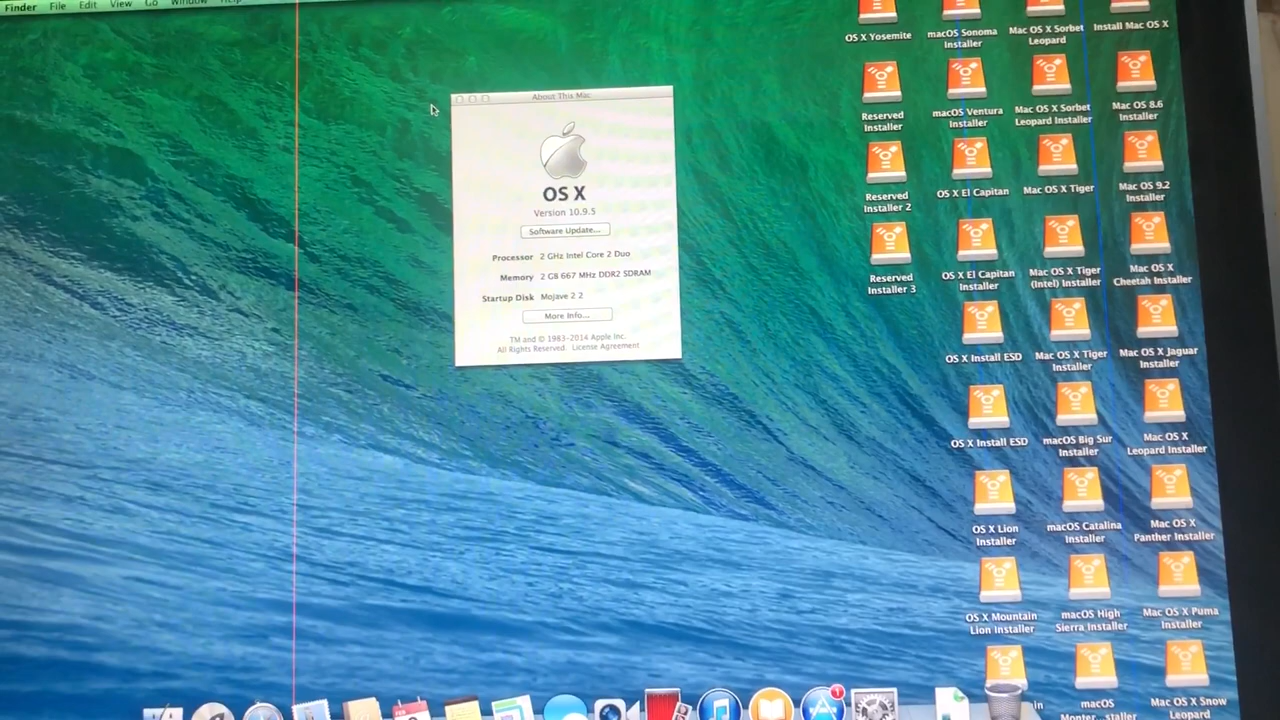 Finder File Edit View Go Window Help
About This Mac
OS X
Version 10.9.5
Software Update...
Processor 2 GHz Intel Core 2 Duo
Memory 2 GB 667 MHz DDR2 SDRAM
Startup Disk Mojave 2 2
More Info...
TM and © 1983-2014 Apple Inc.
All Rights Reserved. License Agreement
OS X Yosemite
macOS Sonoma
Installer
Mac OS X Sorbet
Leopard
Install Mac OS X
Reserved
Installer
macOS Ventura
Installer
Mac OS X Sorbet
Leopard Installer
Mac OS 8.6
Installer
Reserved
Installer 2
OS X El Capitan
Mac OS X Tiger
Mac OS 9.2
Installer
Reserved
Installer 3
OS X El Capitan
Installer
Mac OS X Tiger
(Intel) Installer
Mac OS X
Cheetah Installer
OS X Install ESD
Mac OS X Tiger
Installer
Mac OS X Jaguar
Installer
OS X Install ESD
macOS Big Sur
Installer
Mac OS X
Leopard Installer
OS X Lion
Installer
macOS Catalina
Installer
Mac OS X
Panther Installer
OS X Mountain
Lion Installer
macOS High
Sierra Installer
Mac OS X Puma
Installer
macOS
Monter...staller
Mac OS X Snow
Leopard
1